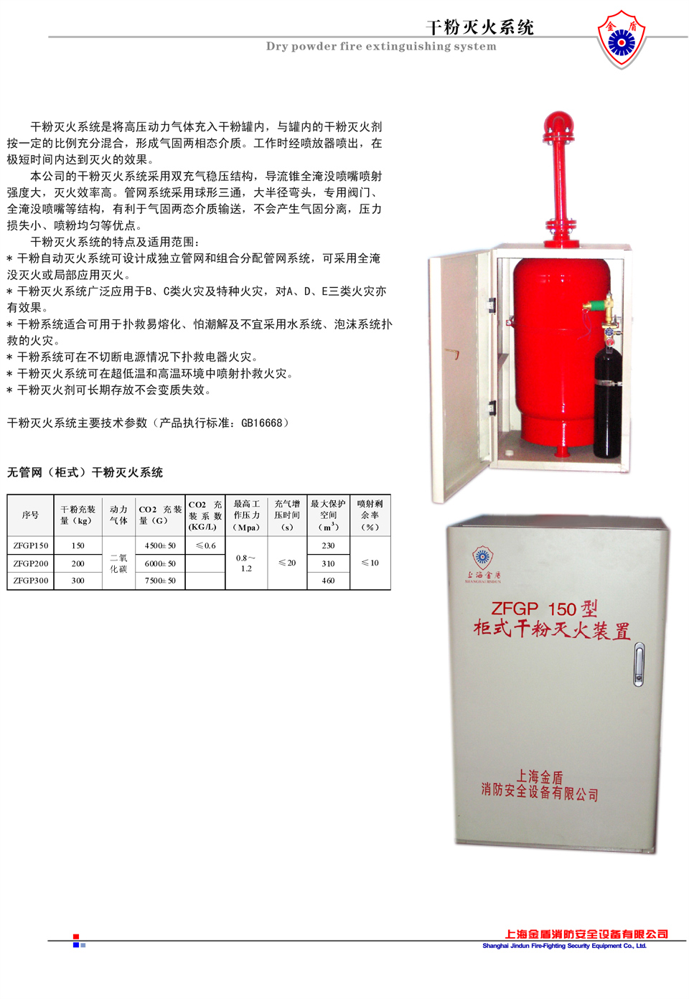 干粉灭火系统
Dry powder fire extinguishing system
金 盾
干粉灭火系统是将高压动力气体充入干粉罐内，与罐内的干粉灭火剂
按一定的比例充分混合，形成气固两相态介质。工作时经喷放器喷出，在
极短时间内达到灭火的效果。
本公司的干粉灭火系统采用双充气稳压结构，导流锥全淹没喷嘴喷射
强度大，灭火效率高。管网系统采用球形三通，大半径弯头，专用阀门、
全淹没喷嘴等结构，有利于气固两态介质输送，不会产生气固分离，压力
损失小、喷粉均匀等优点。
干粉灭火系统的特点及适用范围：
* 干粉自动灭火系统可设计成独立管网和组合分配管网系统，可采用全淹
没灭火或局部应用灭火。
* 干粉灭火系统广泛应用于B、C类火灾及特种火灾，对A、D、E三类火灾亦
有效果。
* 干粉系统适合可用于扑救易熔化、怕潮解及不宜采用水系统、泡沫系统扑
救的火灾。
* 干粉系统可在不切断电源情况下扑救电器火灾。
* 干粉灭火系统可在超低温和高温环境中喷射扑救火灾。
* 干粉灭火剂可长期存放不会变质失效。
干粉灭火系统主要技术参数（产品执行标准：GB16668）
无管网（柜式）干粉灭火系统
序号 干粉充装量（kg） 动力气体 CO2 充装量（G） CO2 充装系数(KG/L) 最高工作压力（Mpa） 充气增压时间（s） 最大保护空间（m³） 喷射剩余率（%）
ZFGP150 150 二氧化碳 4500±50 ≤0.6 0.8～1.2 ≤20 230 ≤10
ZFGP200 200 6000±50 310
ZFGP300 300 7500±50 460
上海金盾
SHANGHAI JINDUN
ZFGP 150型
柜式干粉灭火装置
上海金盾
消防安全设备有限公司
上海金盾消防安全设备有限公司
Shanghai Jindun Fire-Fighting Security Equipment Co., Ltd.